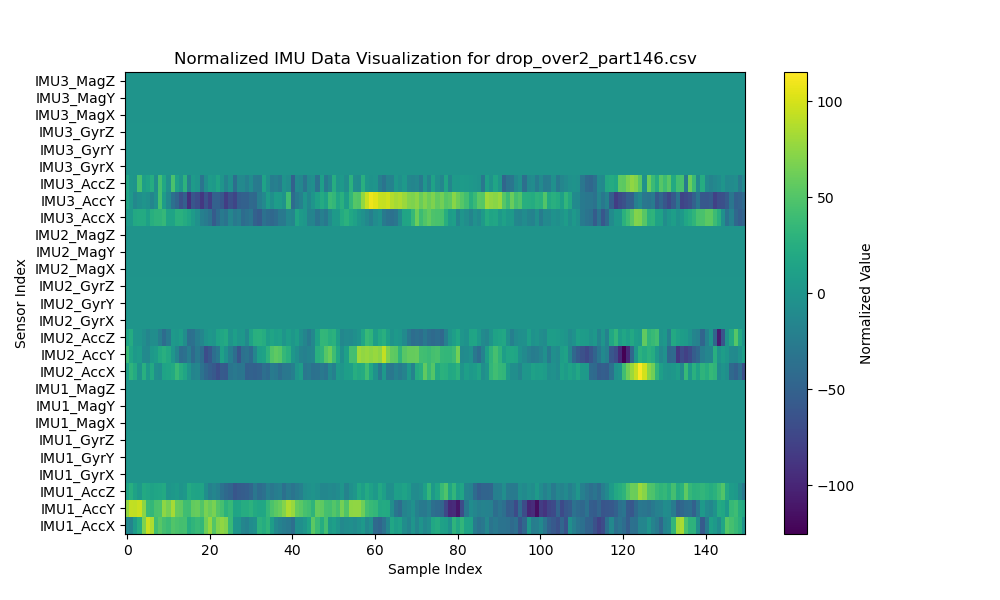 Normalized IMU Data Visualization for drop_over2_part146.csv
IMU3_MagZ
IMU3_MagY
IMU3_MagX
IMU3_GyrZ
IMU3_GyrY
IMU3_GyrX
IMU3_AccZ
IMU3_AccY
IMU3_AccX
IMU2_MagZ
IMU2_MagY
IMU2_MagX
IMU2_GyrZ
IMU2_GyrY
IMU2_GyrX
IMU2_AccZ
IMU2_AccY
IMU2_AccX
IMU1_MagZ
IMU1_MagY
IMU1_MagX
IMU1_GyrZ
IMU1_GyrY
IMU1_GyrX
IMU1_AccZ
IMU1_AccY
IMU1_AccX
Sensor Index
0 20 40 60 80 100 120 140
Sample Index
100
50
0
−50
−100
Normalized Value